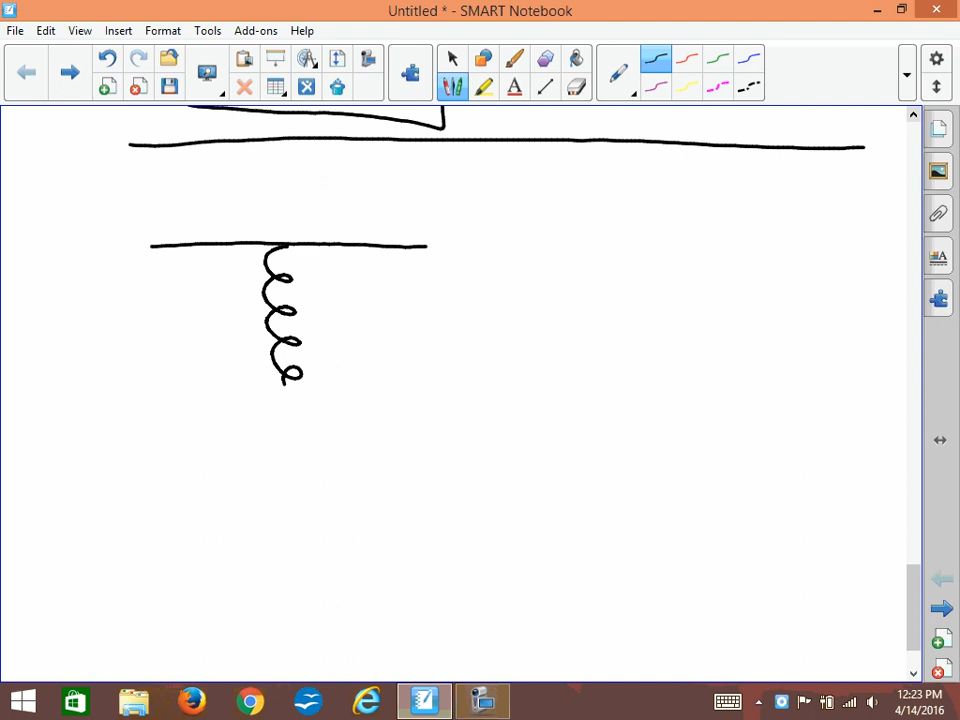 Untitled * - SMART Notebook
File Edit View Insert Format Tools Add-ons Help
12:23 PM
4/14/2016